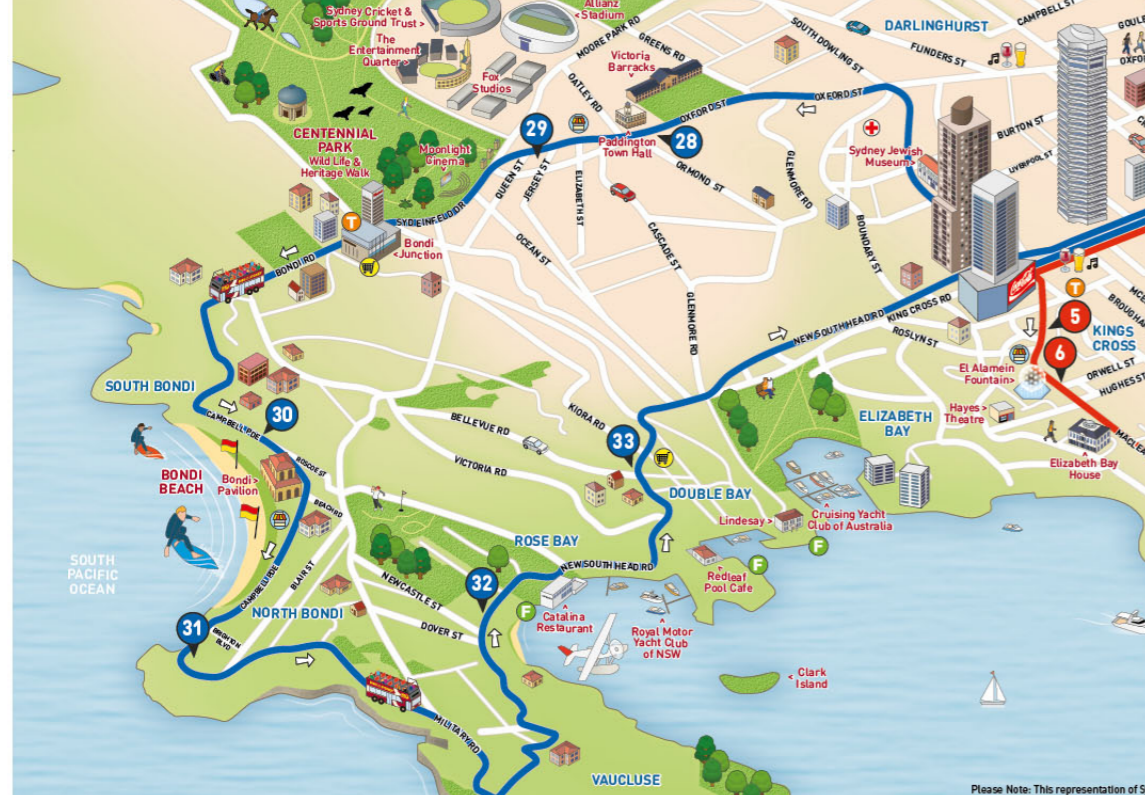 Sydney Cricket &
Sports Ground Trust >
Allianz
< Stadium
The
Entertainment
Quarter >
Fox
Studios
MOORE PARK RD
GREENS RD
OATLEY RD
Victoria
Barracks
SOUTH DOWLING ST
DARLINGHURST
FLINDERS ST
CAMPBELL ST
OXFORD ST
OXFORD ST
BURTON ST
LIVERPOOL ST
Sydney Jewish
Museum >
29
28
Paddington
Town Hall
CENTENNIAL
PARK
Wild Life &
Heritage Walk
Moonlight
Cinema
QUEEN ST
JERSEY ST
ELIZABETH ST
ORMOND ST
GLENMORE RD
BOUNDARY ST
CASCADE ST
OCEAN ST
GLENMORE RD
T
Bondi
< Junction
BONDI RD
NEW SOUTH HEAD RD
KING CROSS RD
ROSLYN ST
Coca-Cola
T
5
6
KINGS
CROSS
ORWELL ST
HUGHES ST
El Alamein
Fountain >
Hayes >
Theatre
Elizabeth Bay
House
ELIZABETH
BAY
SOUTH BONDI
30
ROSCOE ST
BEACH RD
BELLEVUE RD
VICTORIA RD
KIORA RD
33
DOUBLE BAY
Lindesay >
Cruising Yacht
Club of Australia
F
F
Redleaf
Pool Cafe
BONDI
BEACH
Bondi >
Pavilion
SOUTH
PACIFIC
OCEAN
BLAIR ST
NORTH BONDI
31
BRIGHTON
BLVD
ROSE BAY
NEW SOUTH HEAD RD
32
NEWCASTLE ST
DOVER ST
F
Catalina
Restaurant
Royal Motor
Yacht Club
of NSW
< Clark
Island
MILITARY RD
VAUCLUSE
Please Note: This representation of